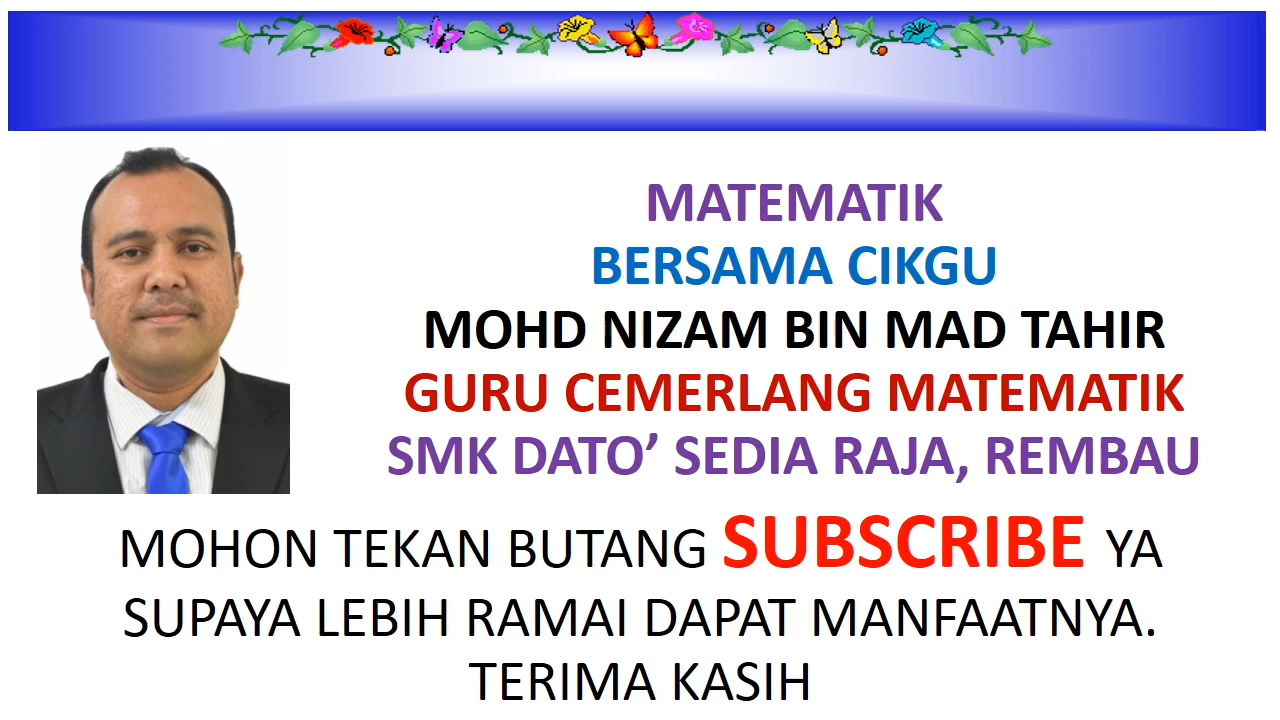 MATEMATIK
BERSAMA CIKGU
MOHD NIZAM BIN MAD TAHIR
GURU CEMERLANG MATEMATIK
SMK DATO’ SEDIA RAJA, REMBAU
MOHON TEKAN BUTANG SUBSCRIBE YA
SUPAYA LEBIH RAMAI DAPAT MANFAATNYA.
TERIMA KASIH